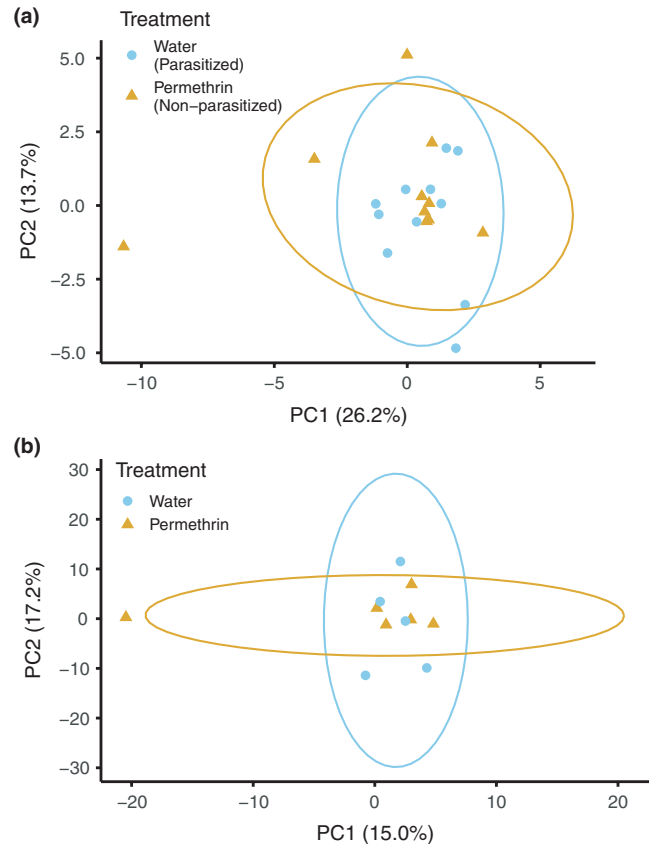 (a)
Treatment
Water
(Parasitized)
Permethrin
(Non−parasitized)
5.0
2.5
0.0
−2.5
−5.0
PC2 (13.7%)
−10
−5
0
5
PC1 (26.2%)
(b)
Treatment
Water
Permethrin
30
20
10
0
−10
−20
−30
PC2 (17.2%)
−20
−10
0
10
20
PC1 (15.0%)